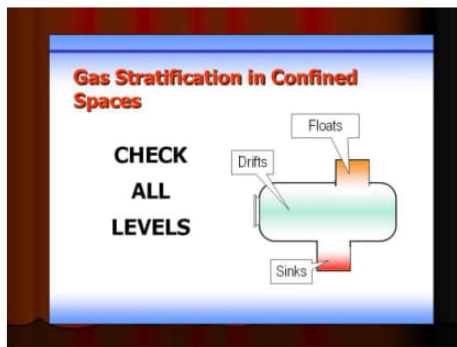 Gas Stratification in Confined
Spaces
CHECK
ALL
LEVELS
Floats
Drifts
Sinks